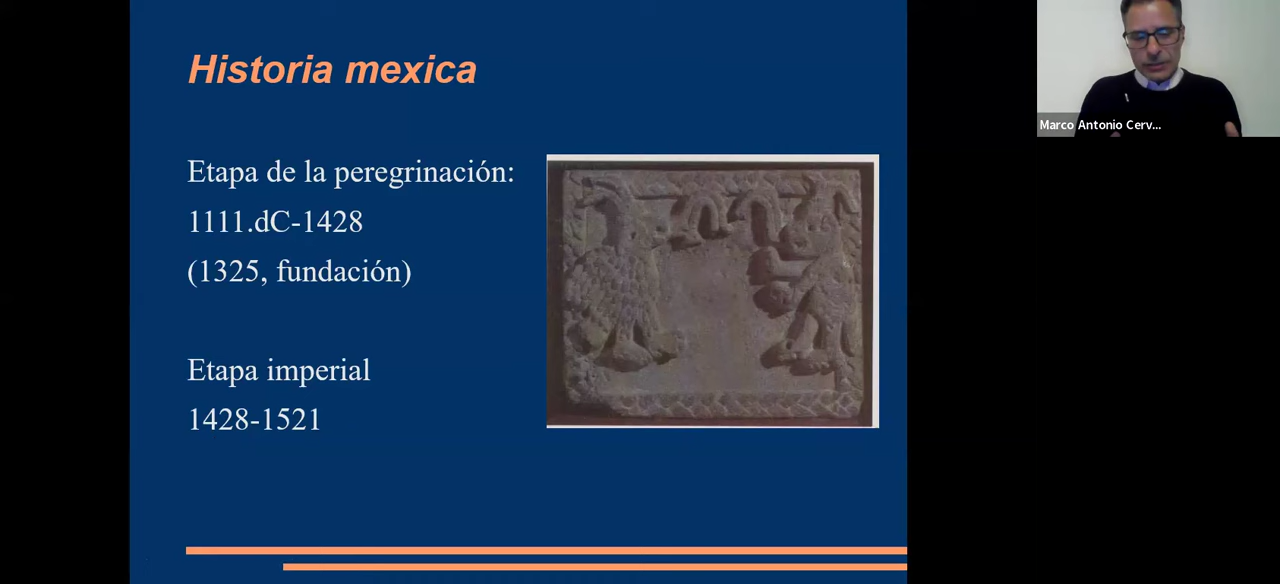 Historia mexica
Etapa de la peregrinación:
1111.dC-1428
(1325, fundación)
Etapa imperial
1428-1521
Marco Antonio Cerv...